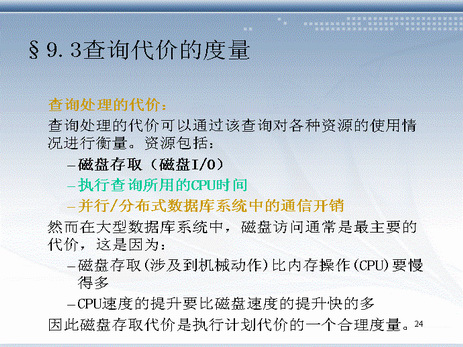 §9.3查询代价的度量
查询处理的代价：
查询处理的代价可以通过该查询对各种资源的使用情
况进行衡量。资源包括：
–磁盘存取（磁盘I/O）
–执行查询所用的CPU时间
–并行/分布式数据库系统中的通信开销
然而在大型数据库系统中，磁盘访问通常是最主要的
代价，这是因为：
–磁盘存取(涉及到机械动作)比内存操作(CPU)要慢
得多
–CPU速度的提升要比磁盘速度的提升快的多
因此磁盘存取代价是执行计划代价的一个合理度量。
24